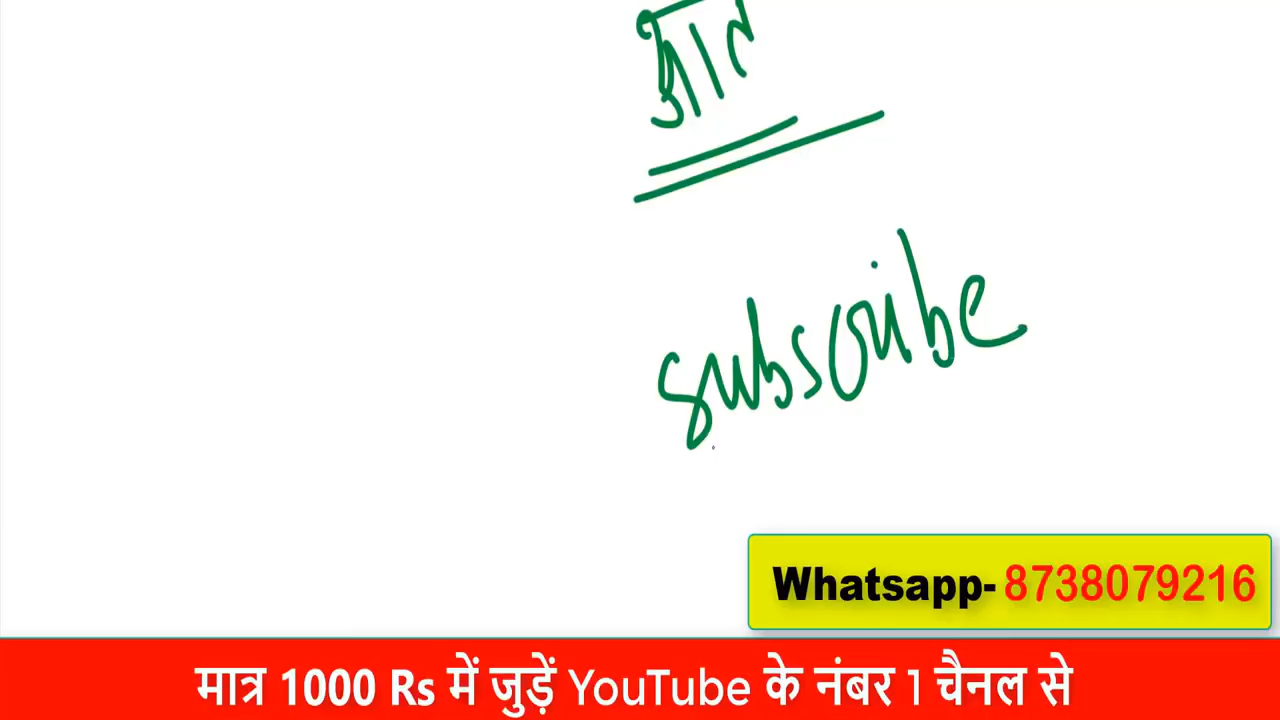 subscribe
Whatsapp- 8738079216
मात्र 1000 Rs में जुड़ें YouTube के नंबर 1 चैनल से